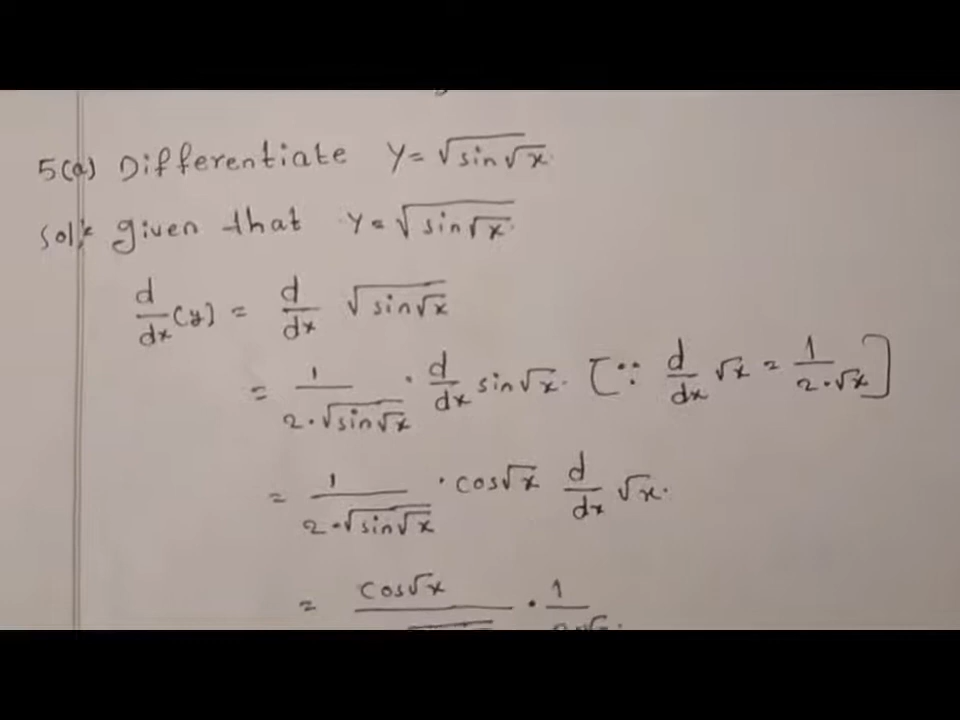 5(a) Differentiate y = √sin√x
Sol:- given that y = √sin√x
d/dx (y) = d/dx √sin√x
= 1/2·√sin√x · d/dx sin√x. [∵ d/dx √x = 1/2·√x]
= 1/2·√sin√x · cos√x d/dx √x.
= cos√x · 1